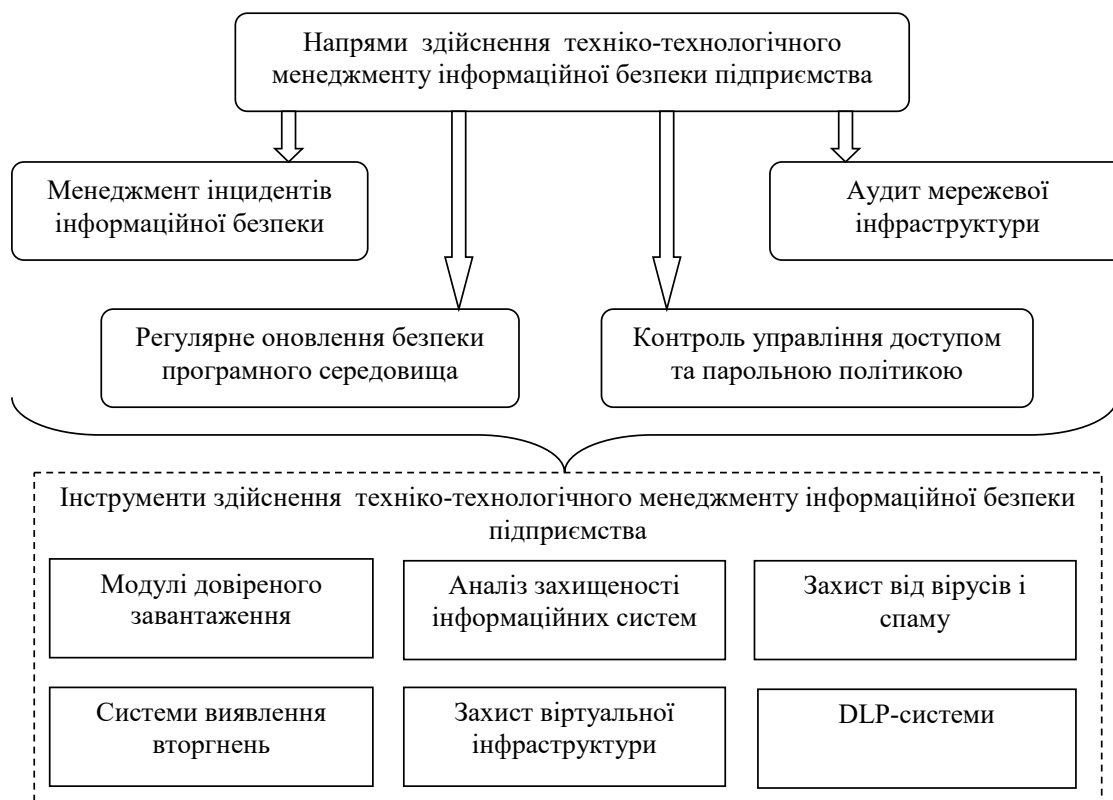 Напрями здійснення техніко-технологічного
менеджменту інформаційної безпеки підприємства
Менеджмент інцидентів
інформаційної безпеки
Аудит мережевої
інфраструктури
Регулярне оновлення безпеки
програмного середовища
Контроль управління доступом
та парольною політикою
Інструменти здійснення техніко-технологічного менеджменту інформаційної безпеки
підприємства
Модулі довіреного
завантаження
Аналіз захищеності
інформаційних систем
Захист від вірусів і
спаму
Системи виявлення
вторгнень
Захист віртуальної
інфраструктури
DLP-системи